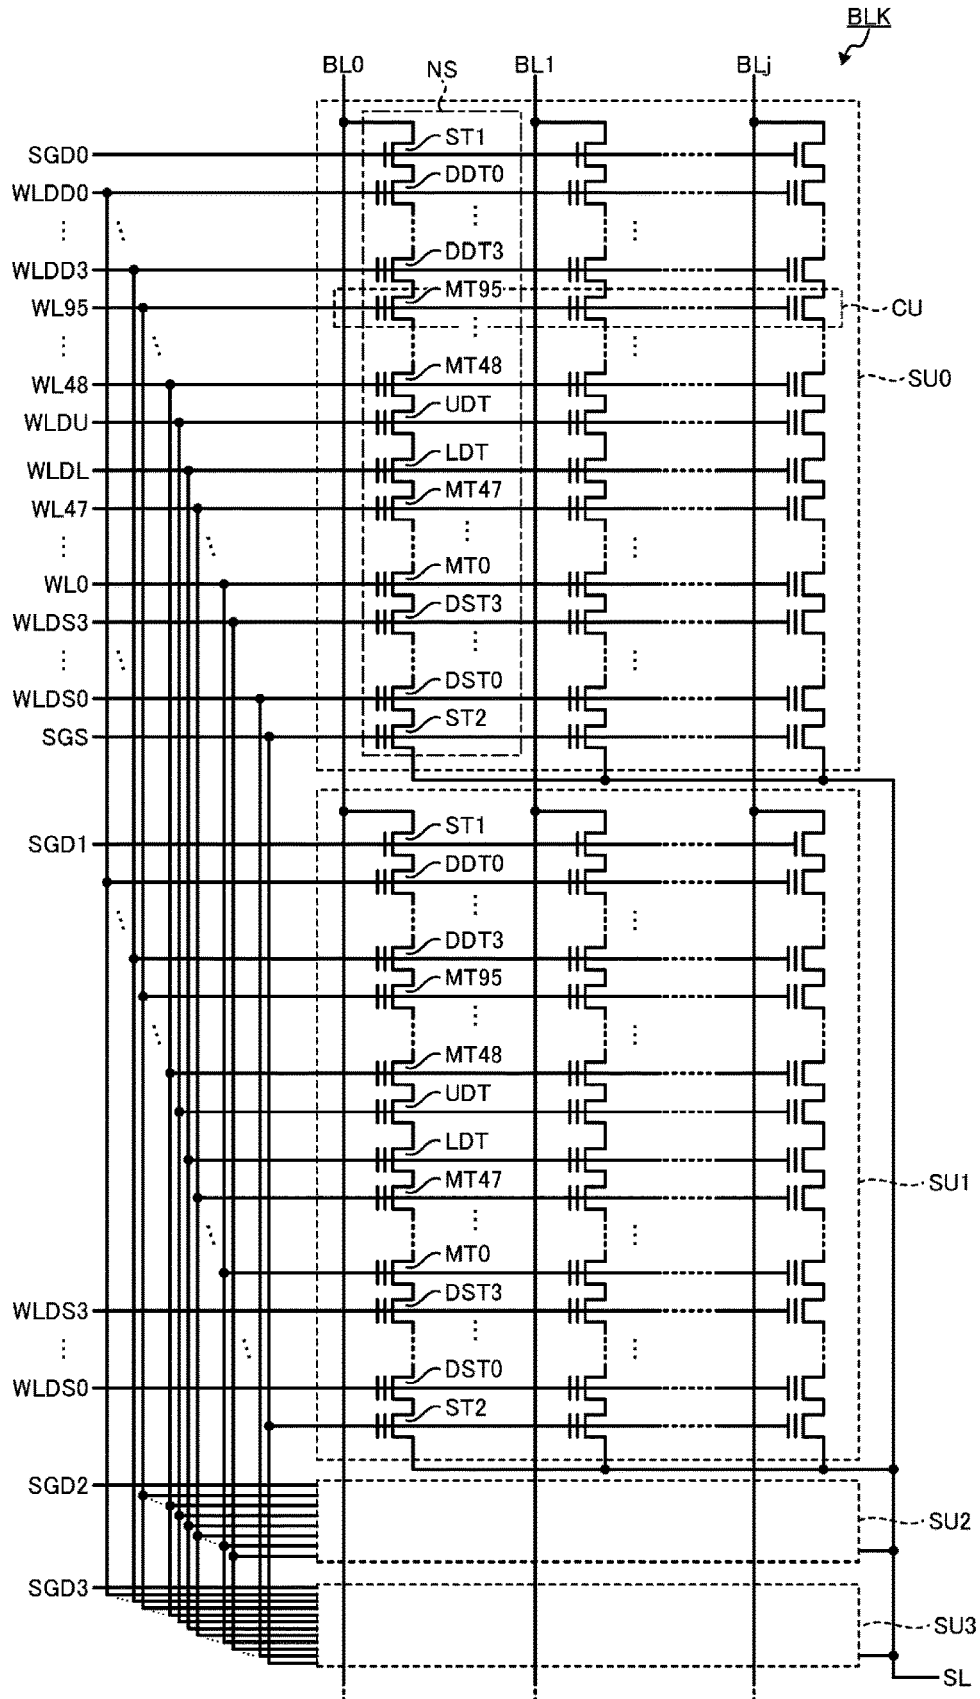 BLK
BL0 NS BL1 BLj
ST1
SGD0
DDT0
WLDD0
DDT3
WLDD3
MT95
WL95 CU
MT48
WL48 SU0
UDT
WLDU
LDT
WLDL
MT47
WL47
MT0
WL0
DST3
WLDS3
DST0
WLDS0
ST2
SGS
ST1
SGD1
DDT0
DDT3
MT95
MT48
UDT
LDT
MT47 SU1
MT0
DST3
WLDS3
DST0
WLDS0
ST2
SGD2
SU2
SGD3
SU3
SL